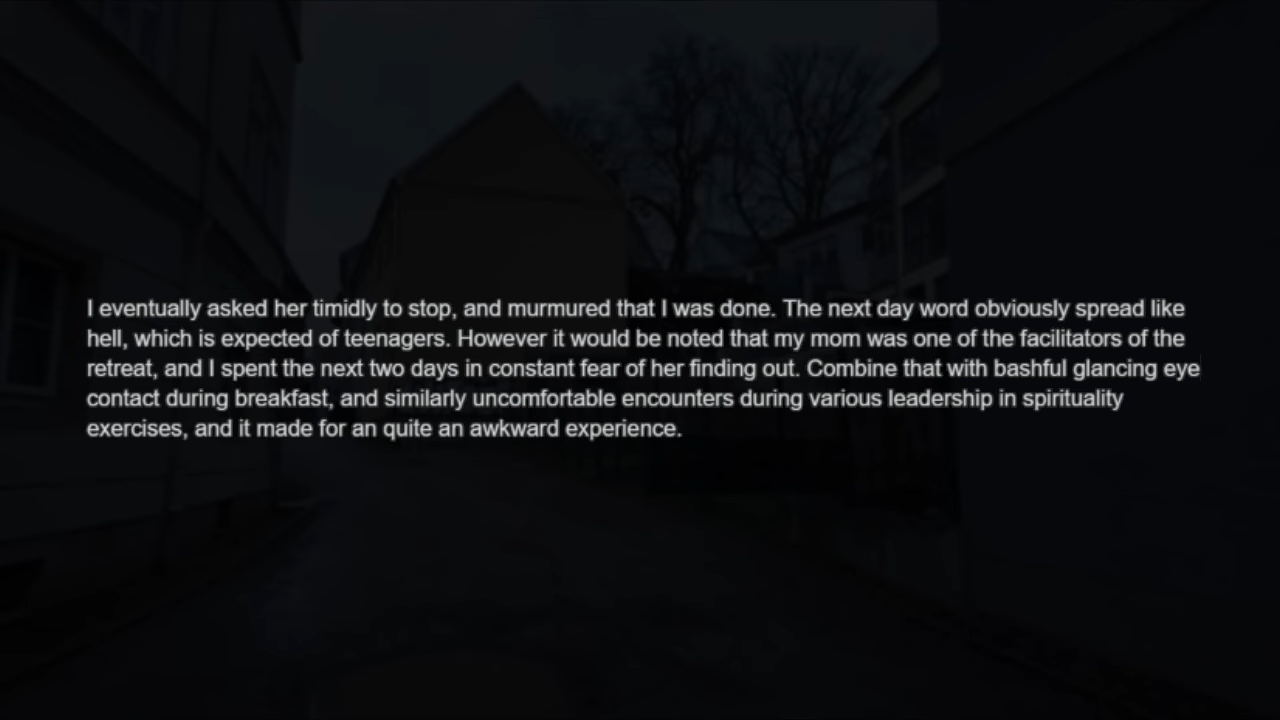 I eventually asked her timidly to stop, and murmured that I was done. The next day word obviously spread like
hell, which is expected of teenagers. However it would be noted that my mom was one of the facilitators of the
retreat, and I spent the next two days in constant fear of her finding out. Combine that with bashful glancing eye
contact during breakfast, and similarly uncomfortable encounters during various leadership in spirituality
exercises, and it made for an quite an awkward experience.